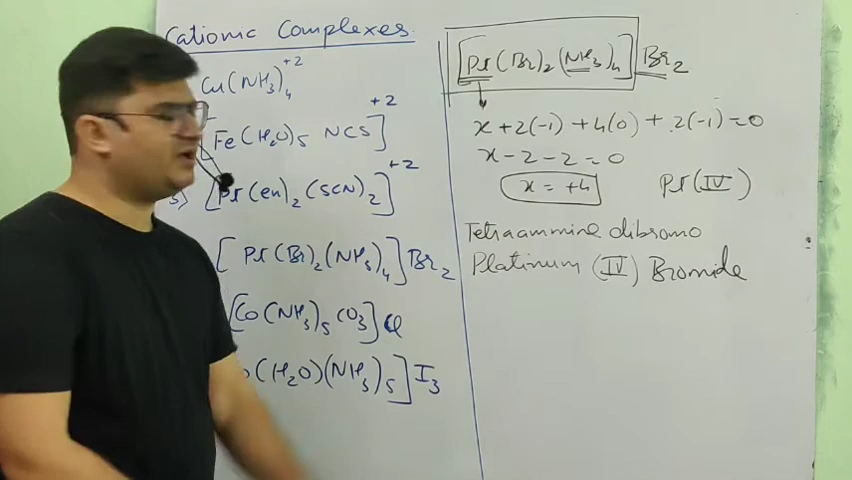 Cationic Complexes.
Cu(NH3)4 +2
Fe(H2O)5 NCS] +2
3) [Pt(en)2(SCN)2] +2
[Pt(Br)2(NH3)4]Br2
[Co(NH3)5CO3]Cl
(H2O)(NH3)5]I3
[Pt(Br)2(NH3)4]Br2
x+2(-1)+4(0)+2(-1)=0
x-2-2=0
x=+4 Pt(IV)
Tetraammine dibromo
Platinum (IV) Bromide